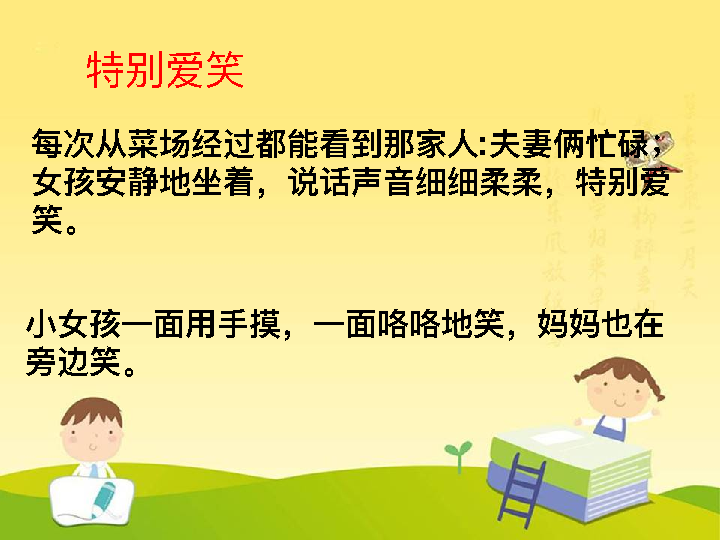 特别爱笑
每次从菜场经过都能看到那家人:夫妻俩忙碌；
女孩安静地坐着，说话声音细细柔柔，特别爱
笑。
小女孩一面用手摸，一面咯咯地笑，妈妈也在
旁边笑。